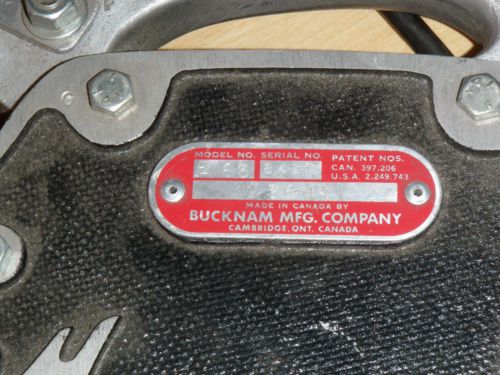 MODEL NO. SERIAL NO.
PATENT NOS.
CAN. 397,206
U.S.A. 2,249,743
MADE IN CANADA BY
BUCKNAM MFG. COMPANY
CAMBRIDGE, ONT. CANADA